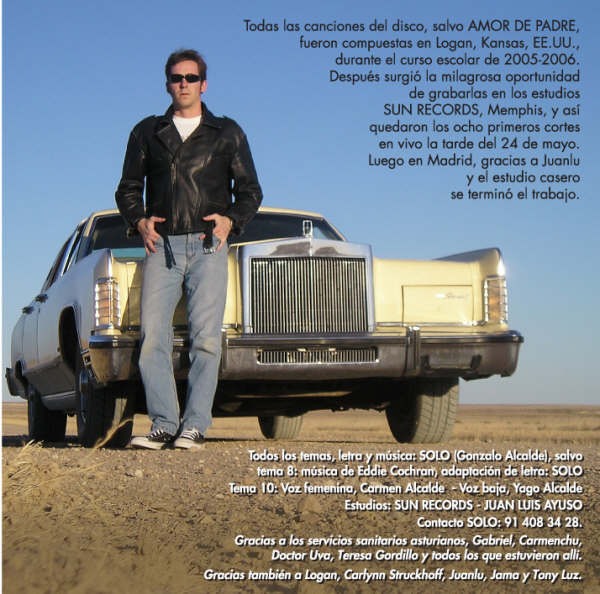 Todas las canciones del disco, salvo AMOR DE PADRE,
fueron compuestas en Logan, Kansas, EE.UU.,
durante el curso escolar de 2005-2006.
Después surgió la milagrosa oportunidad
de grabarlas en los estudios
SUN RECORDS, Memphis, y así
quedaron los ocho primeros cortes
en vivo la tarde del 24 de mayo.
Luego en Madrid, gracias a Juanlu
y el estudio casero
se terminó el trabajo.
Todos los temas, letra y música: SOLO (Gonzalo Alcalde), salvo
tema 8: música de Eddie Cochran, adaptación de letra: SOLO
Tema 10: Voz femenina, Carmen Alcalde - Voz baja, Yago Alcalde
Estudios: SUN RECORDS - JUAN LUIS AYUSO
Contacto SOLO: 91 408 34 28.
Gracias a los servicios sanitarios asturianos, Gabriel, Carmenchu,
Doctor Uva, Teresa Gordillo y todos los que estuvieron allí.
Gracias también a Logan, Carlynn Struckhoff, Juanlu, Jama y Tony Luz.